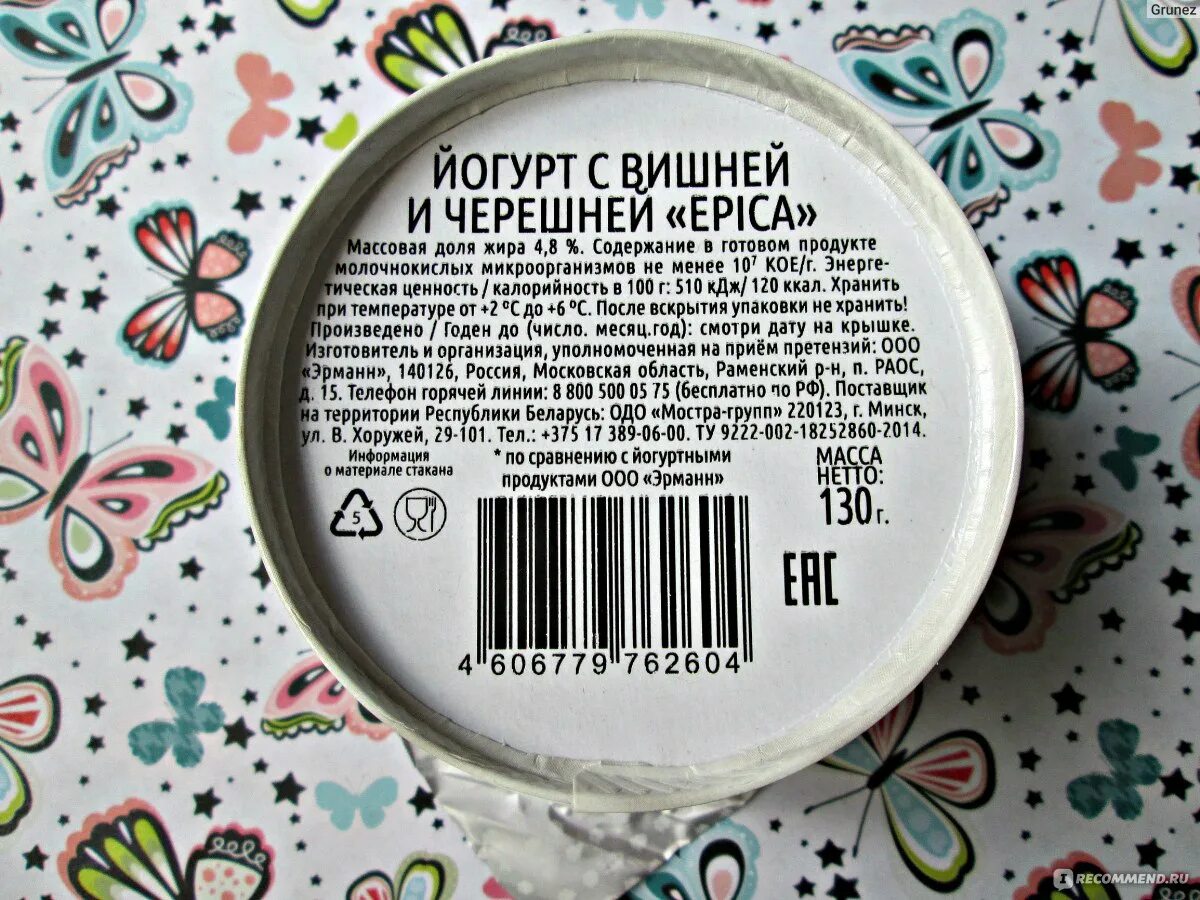 Grunez
ЙОГУРТ С ВИШНЕЙ
И ЧЕРЕШНЕЙ «EPICA»
Массовая доля жира 4,8 %. Содержание в готовом продукте
молочнокислых микроорганизмов не менее 10⁷ КОЕ/г. Энерге-
тическая ценность / калорийность в 100 г: 510 кДж/ 120 ккал. Хранить
при температуре от +2 ºС до +6 ºС. После вскрытия упаковки не хранить!
Произведено / Годен до (число. месяц.год): смотри дату на крышке.
Изготовитель и организация, уполномоченная на приём претензий: ООО
«Эрманн», 140126, Россия, Московская область, Раменский р-н, п. РАОС,
д. 15. Телефон горячей линии: 8 800 500 05 75 (бесплатно по РФ). Поставщик
на территории Республики Беларусь: ОДО «Мостра-групп» 220123, г. Минск,
ул. В. Хоружей, 29-101. Тел.: +375 17 389-06-00. ТУ 9222-002-18252860-2014.
Информация
о материале стакана
* по сравнению с йогуртными
продуктами ООО «Эрманн»
МАССА
НЕТТО:
130 г.
5
EAC
4 606779 762604
RECOMMEND.RU